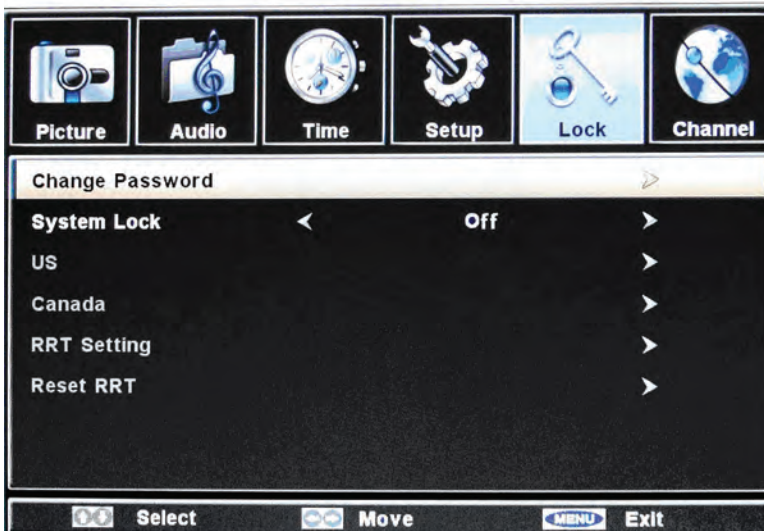 Picture Audio Time Setup Lock Channel
Change Password
System Lock Off
US
Canada
RRT Setting
Reset RRT
Select Move MENU Exit